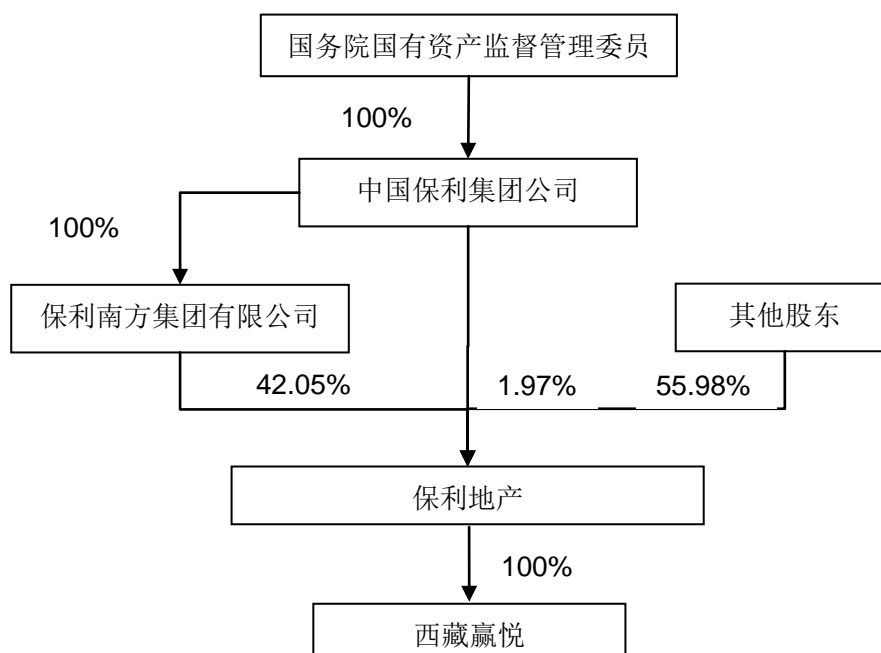 国务院国有资产监督管理委员
100%
中国保利集团公司
100%
保利南方集团有限公司
其他股东
42.05%
1.97%
55.98%
保利地产
100%
西藏赢悦